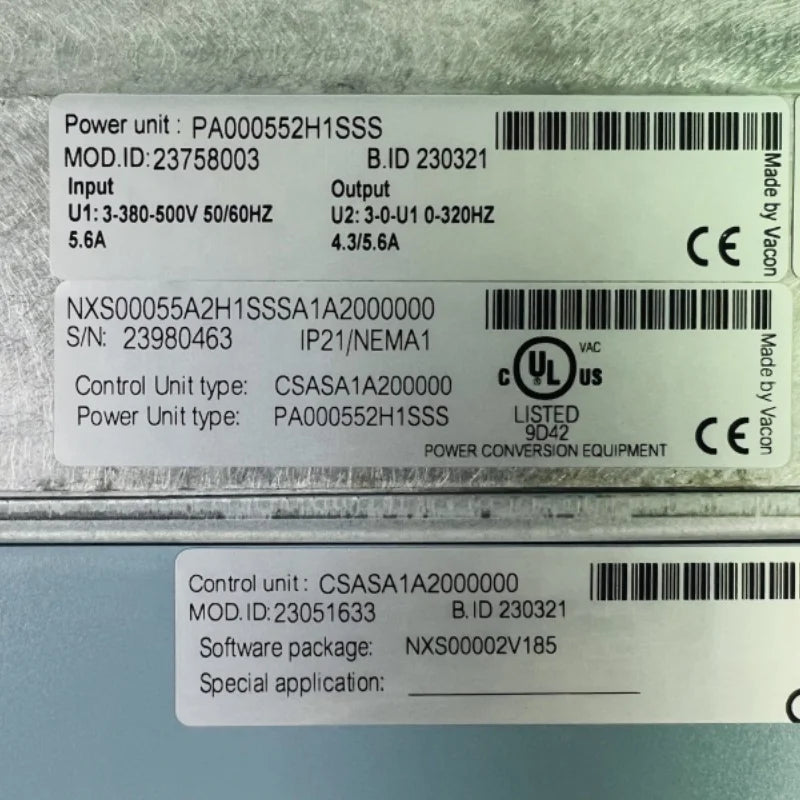 Power unit : PA000552H1SSS
MOD.ID:23758003 B.ID 230321
Input Output
U1: 3-380-500V 50/60HZ U2: 3-0-U1 0-320HZ
5.6A 4.3/5.6A
CE
Made by Vacon
NXS00055A2H1SSSA1A2000000
S/N: 23980463 IP21/NEMA1
Control Unit type: CSASA1A200000
Power Unit type: PA000552H1SSS
C UL US VAC
LISTED
9D42
POWER CONVERSION EQUIPMENT
CE
Made by Vacon
Control unit: CSASA1A2000000
MOD.ID:23051633 B.ID 230321
Software package: NXS00002V185
Special application: